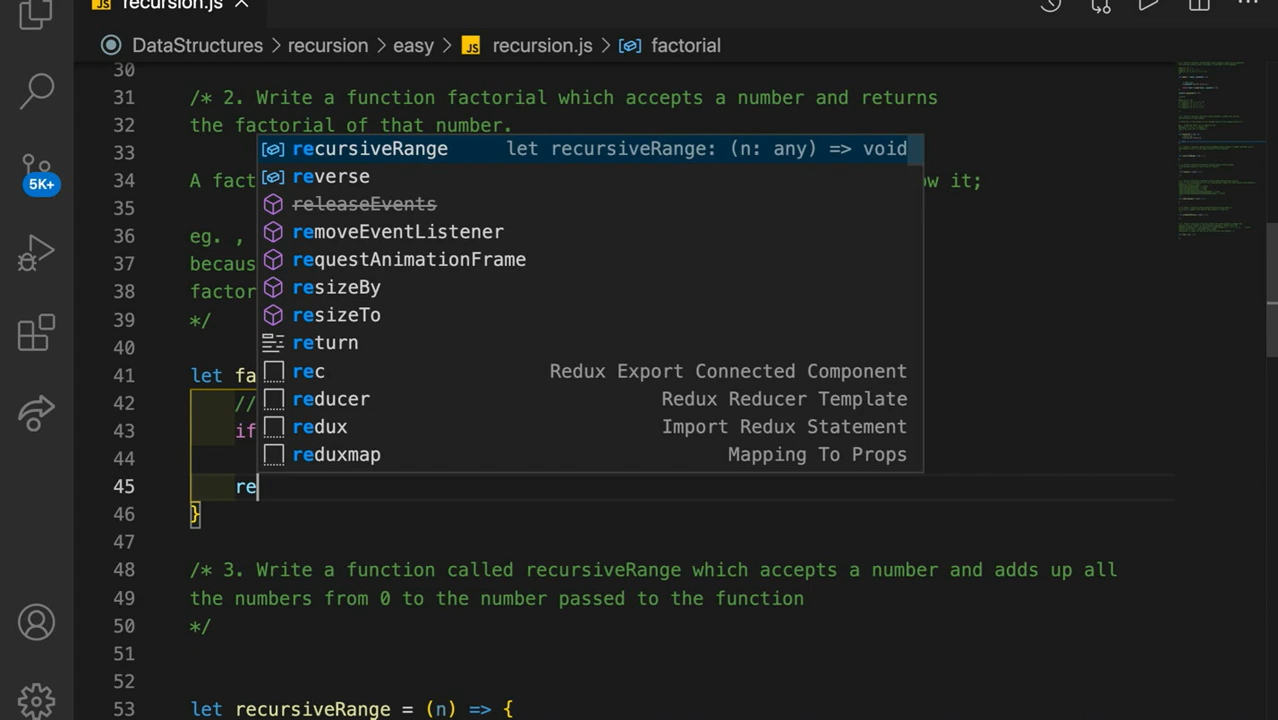 JS recursion.js
DataStructures > recursion > easy > JS recursion.js > factorial
30
31 /* 2. Write a function factorial which accepts a number and returns
32 the factorial of that number.
33
34 A fact ow it;
35
36 eg. ,
37 becaus
38 factor
39 */
40
41 let fa
42 //
43 if
44
45 re
46 }
47
48 /* 3. Write a function called recursiveRange which accepts a number and adds up all
49 the numbers from 0 to the number passed to the function
50 */
51
52
53 let recursiveRange = (n) => {
recursiveRange let recursiveRange: (n: any) => void
reverse
releaseEvents
removeEventListener
requestAnimationFrame
resizeBy
resizeTo
return
rec Redux Export Connected Component
reducer Redux Reducer Template
redux Import Redux Statement
reduxmap Mapping To Props
5K+